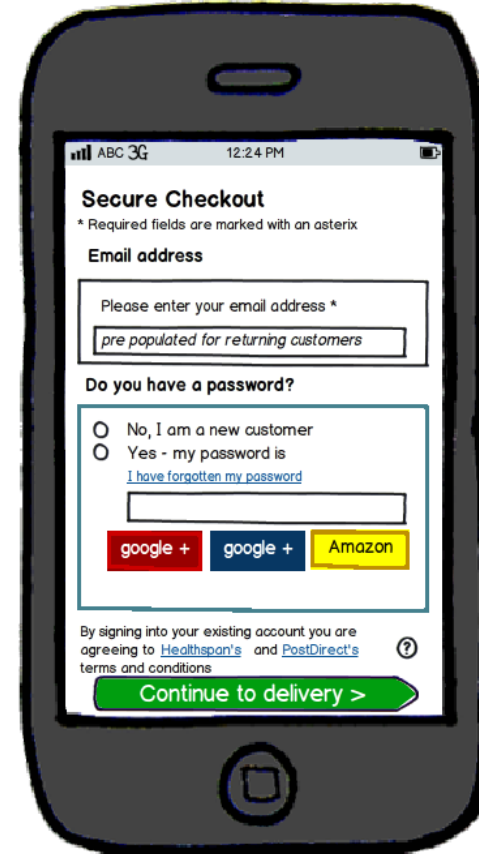 ABC 3G 12:24 PM
Secure Checkout
* Required fields are marked with an asterix
Email address
Please enter your email address *
pre populated for returning customers
Do you have a password?
No, I am a new customer
Yes - my password is
I have forgotten my password
google + google + Amazon
By signing into your existing account you are
agreeing to Healthspan's and PostDirect's
terms and conditions
?
Continue to delivery >